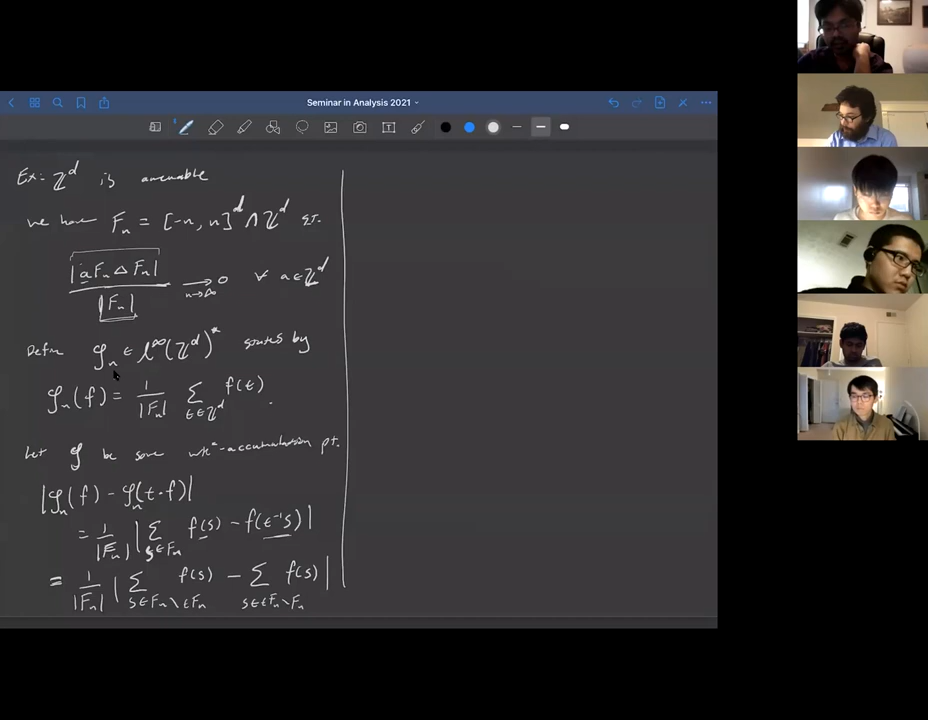 Seminar in Analysis 2021
Ex: ℤ^d is amenable
we have F_n = [-n, n]^d ∩ ℤ^d s.t.
|aF_n Δ F_n| / |F_n| → 0 (n→∞) ∀ a ∈ ℤ^d
Define φ_n ∈ ℓ^∞(ℤ^d)^* states by
φ_n(f) = 1/|F_n| Σ_{t∈ℤ^d} f(t).
Let φ be some wk*-accumulation pt.
|φ_n(f) - φ_n(t·f)|
= 1/|F_n| |Σ_{s∈F_n} f(s) - f(t^{-1}s)|
= 1/|F_n| |Σ_{s∈F_n\tF_n} f(s) - Σ_{s∈tF_n\F_n} f(s)|